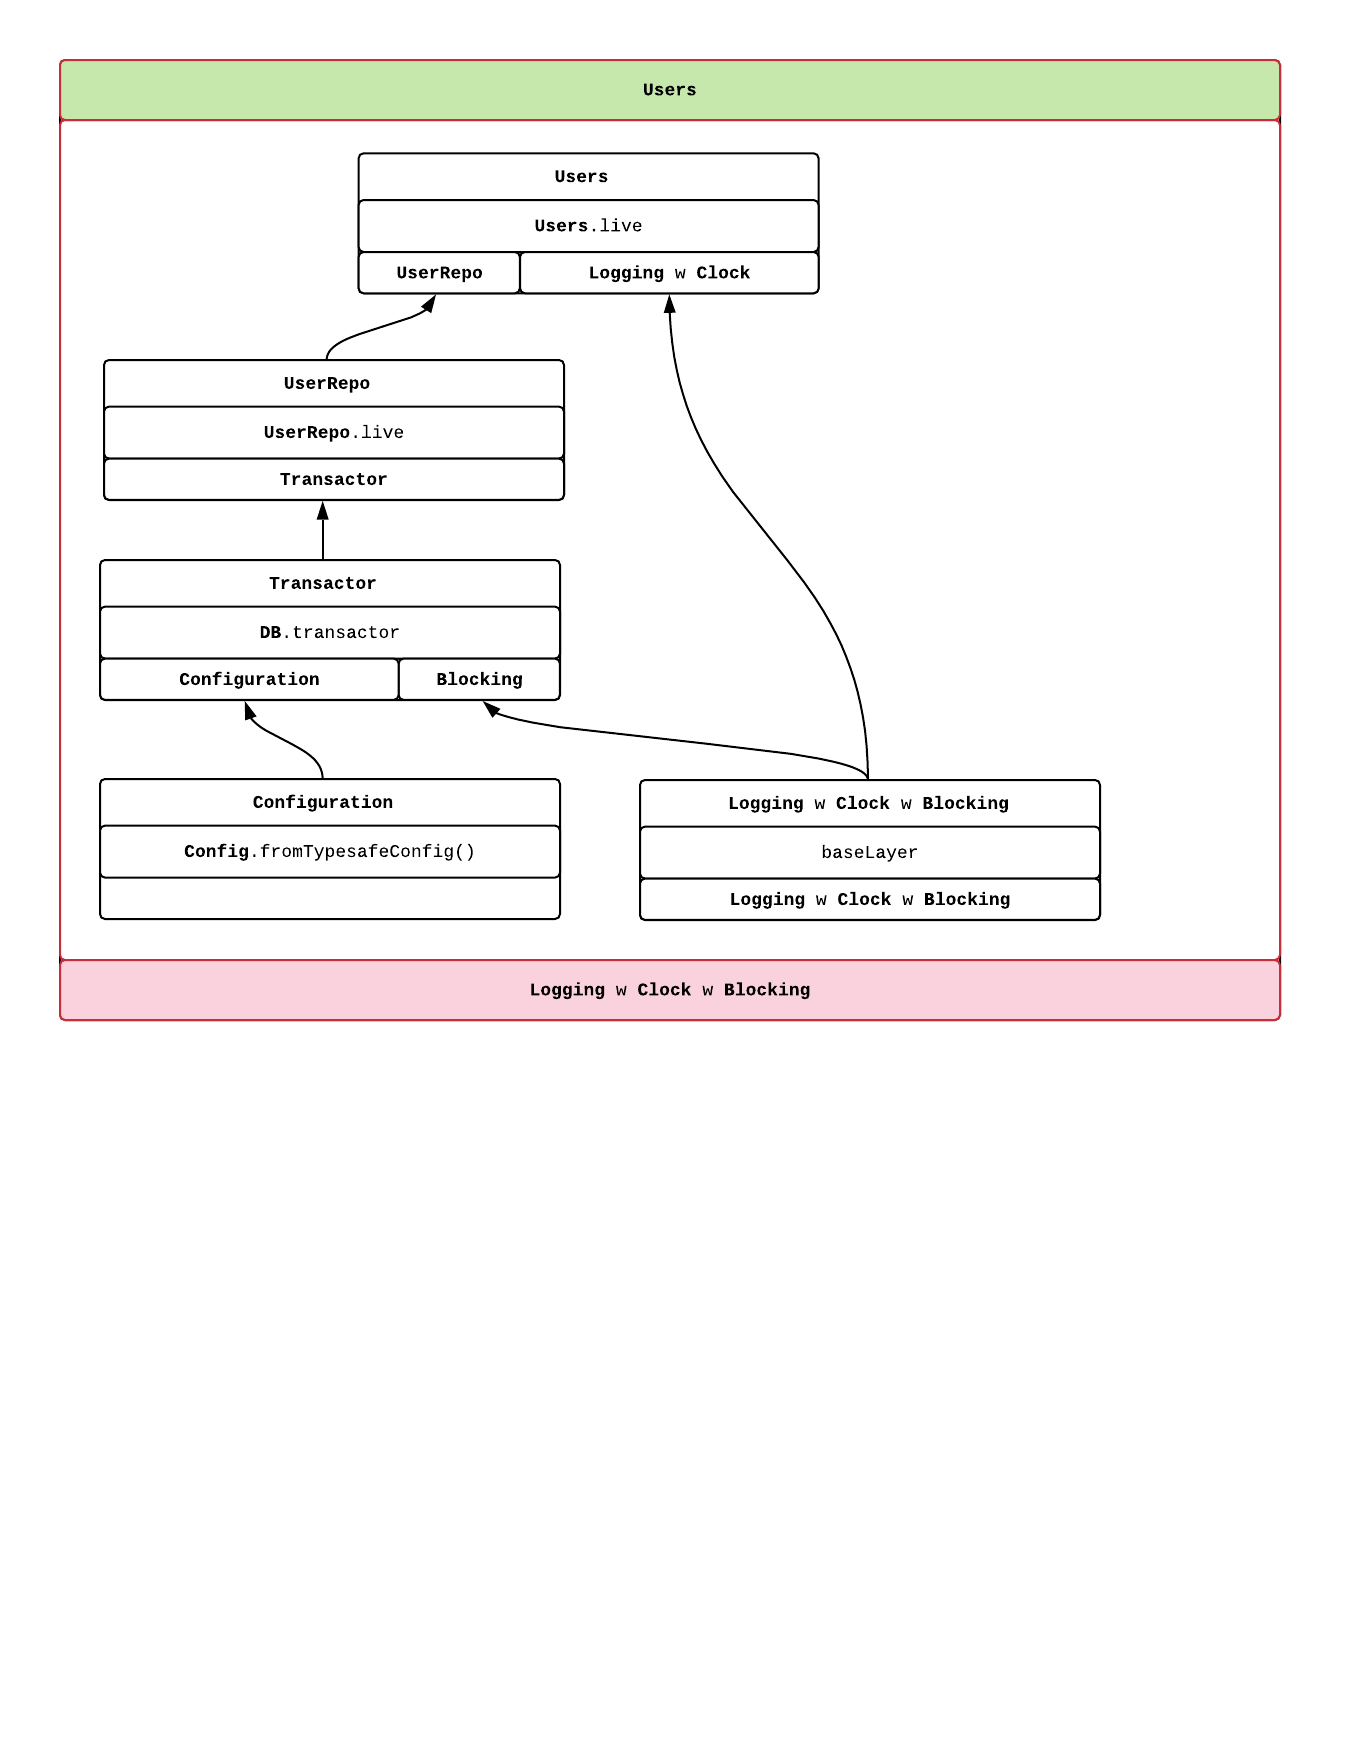 Users
Users
Users.live
UserRepo
Logging w Clock
UserRepo
UserRepo.live
Transactor
Transactor
DB.transactor
Configuration
Blocking
Configuration
Config.fromTypesafeConfig()
Logging w Clock w Blocking
baseLayer
Logging w Clock w Blocking
Logging w Clock w Blocking